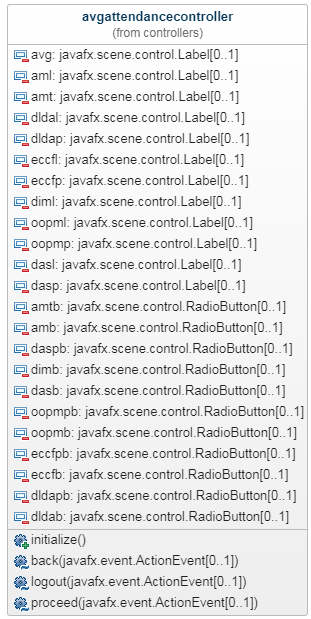 avgattendancecontroller
(from controllers)
avg: javafx.scene.control.Label[0..1]
aml: javafx.scene.control.Label[0..1]
amt: javafx.scene.control.Label[0..1]
dldal: javafx.scene.control.Label[0..1]
dldap: javafx.scene.control.Label[0..1]
eccfl: javafx.scene.control.Label[0..1]
eccfp: javafx.scene.control.Label[0..1]
diml: javafx.scene.control.Label[0..1]
oopml: javafx.scene.control.Label[0..1]
oopmp: javafx.scene.control.Label[0..1]
dasl: javafx.scene.control.Label[0..1]
dasp: javafx.scene.control.Label[0..1]
amtb: javafx.scene.control.RadioButton[0..1]
amb: javafx.scene.control.RadioButton[0..1]
daspb: javafx.scene.control.RadioButton[0..1]
dimb: javafx.scene.control.RadioButton[0..1]
dasb: javafx.scene.control.RadioButton[0..1]
oopmpb: javafx.scene.control.RadioButton[0..1]
oopmb: javafx.scene.control.RadioButton[0..1]
eccfpb: javafx.scene.control.RadioButton[0..1]
eccfb: javafx.scene.control.RadioButton[0..1]
dldapb: javafx.scene.control.RadioButton[0..1]
dldab: javafx.scene.control.RadioButton[0..1]
initialize()
back(javafx.event.ActionEvent[0..1])
logout(javafx.event.ActionEvent[0..1])
proceed(javafx.event.ActionEvent[0..1])